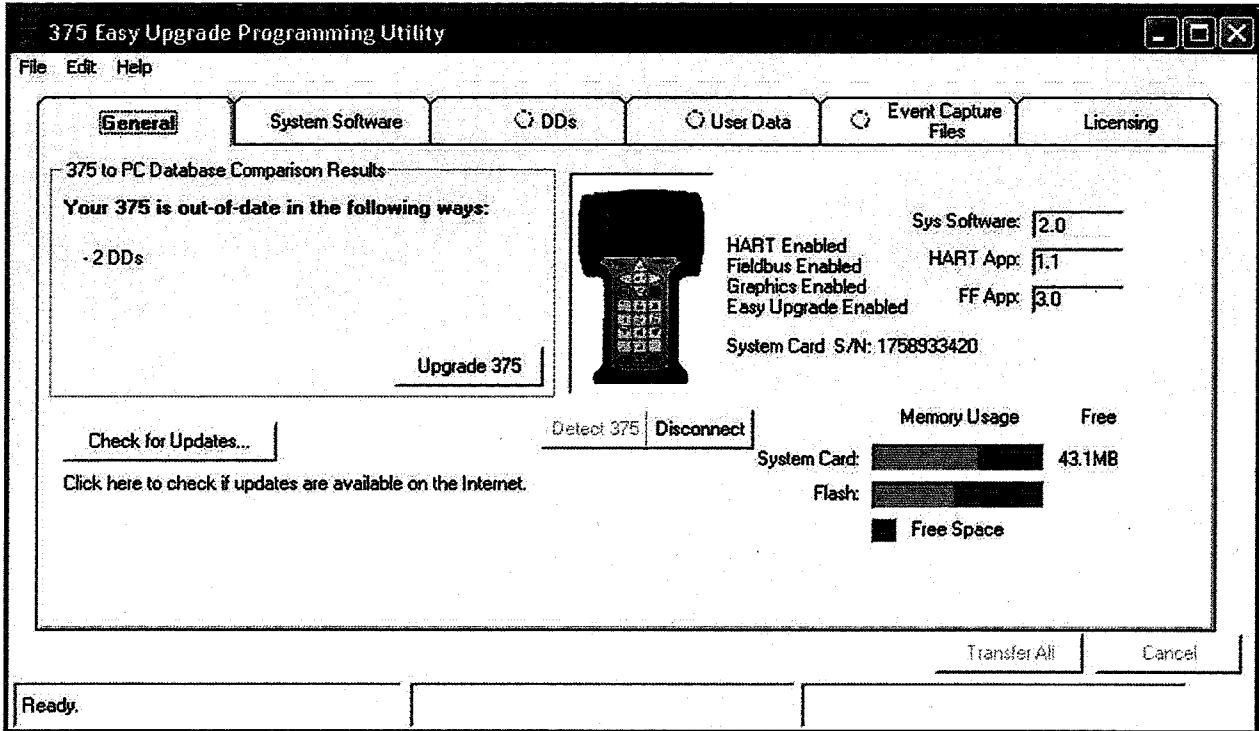 375 Easy Upgrade Programming Utility
File Edit Help
General
System Software
DDs
User Data
Event Capture
Files
Licensing
375 to PC Database Comparison Results
Your 375 is out-of-date in the following ways:
- 2 DDs
Upgrade 375
Check for Updates...
Click here to check if updates are available on the Internet.
HART Enabled
Fieldbus Enabled
Graphics Enabled
Easy Upgrade Enabled
System Card S/N: 1758933420
Sys Software: 2.0
HART App: 1.1
FF App: 3.0
Detect 375
Disconnect
Memory Usage Free
System Card: 43.1MB
Flash:
Free Space
Transfer All
Cancel
Ready.